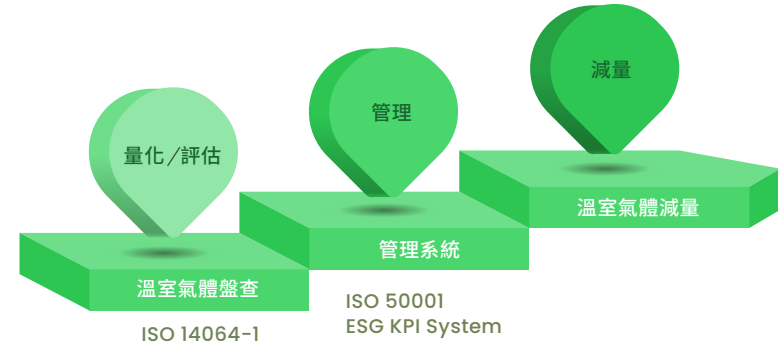 減量
管理
量化/評估
溫室氣體減量
管理系統
溫室氣體盤查
ISO 50001
ESG KPI System
ISO 14064-1